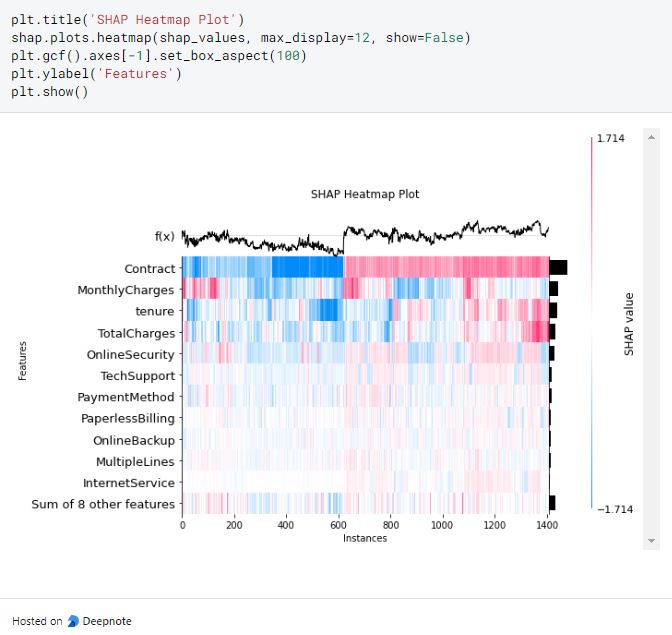 plt.title('SHAP Heatmap Plot')
shap.plots.heatmap(shap_values, max_display=12, show=False)
plt.gcf().axes[-1].set_box_aspect(100)
plt.ylabel('Features')
plt.show()
1.714
SHAP Heatmap Plot
f(x)
Contract
MonthlyCharges
tenure
TotalCharges
OnlineSecurity
TechSupport
PaymentMethod
PaperlessBilling
OnlineBackup
MultipleLines
InternetService
Sum of 8 other features
Features
SHAP value
−1.714
0 200 400 600 800 1000 1200 1400
Instances
Hosted on Deepnote